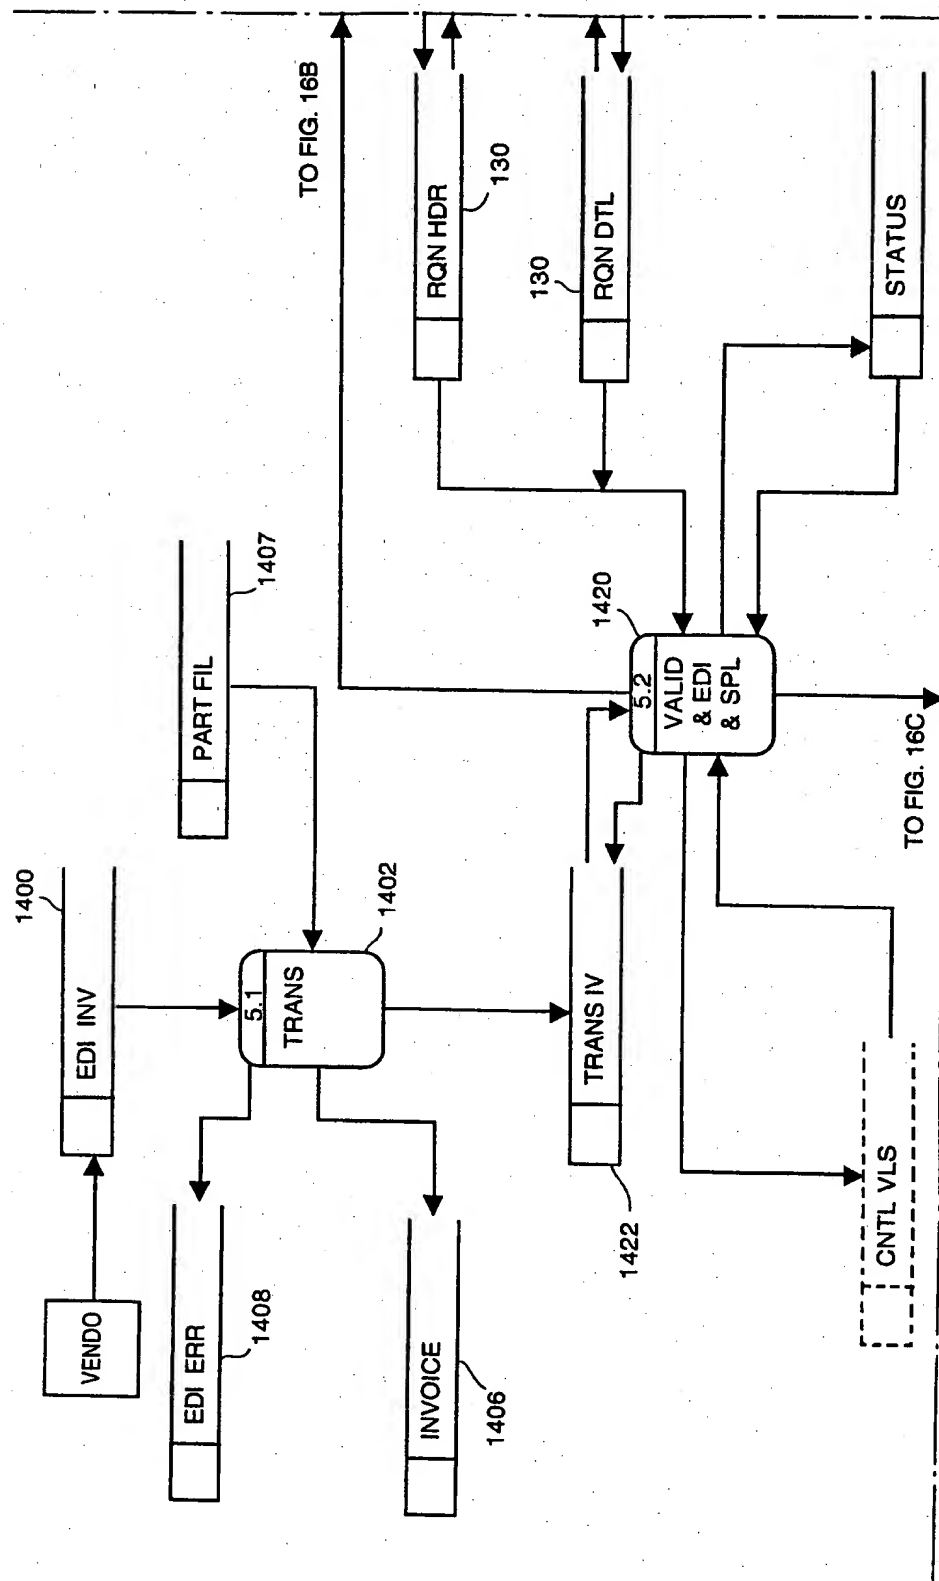 VENDO
1400
EDI INV
PART FIL
1407
TO FIG. 16B
EDI ERR
1408
5.1
TRANS
1402
RQN HDR
130
INVOICE
1406
130
RQN DTL
TRANS IV
1422
1420
5.2
VALID
& EDI
& SPL
STATUS
CNTL VLS
TO FIG. 16C